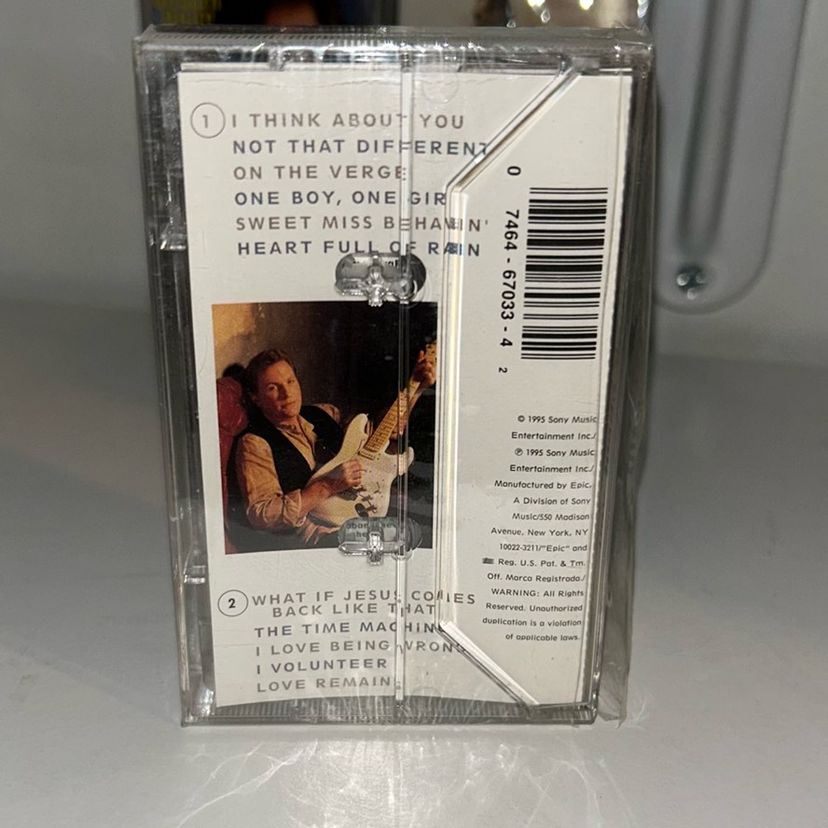 1 I THINK ABOUT YOU
NOT THAT DIFFERENT
ON THE VERGE
ONE BOY, ONE GIR
SWEET MISS BEHAVIN'
HEART FULL OF RAIN
2 WHAT IF JESUS COMES
BACK LIKE THAT
THE TIME MACHIN
I LOVE BEING WRONG
I VOLUNTEER
LOVE REMAIN
0 7464-67033-4 2
© 1995 Sony Music
Entertainment Inc./
℗ 1995 Sony Music
Entertainment Inc./
Manufactured by Epic,
A Division of Sony
Music/550 Madison
Avenue, New York, NY
10022-3211/"Epic" and
Reg. U.S. Pat. & Tm.
Off. Marca Registrada./
WARNING: All Rights
Reserved. Unauthorized
duplication is a violation
of applicable laws.